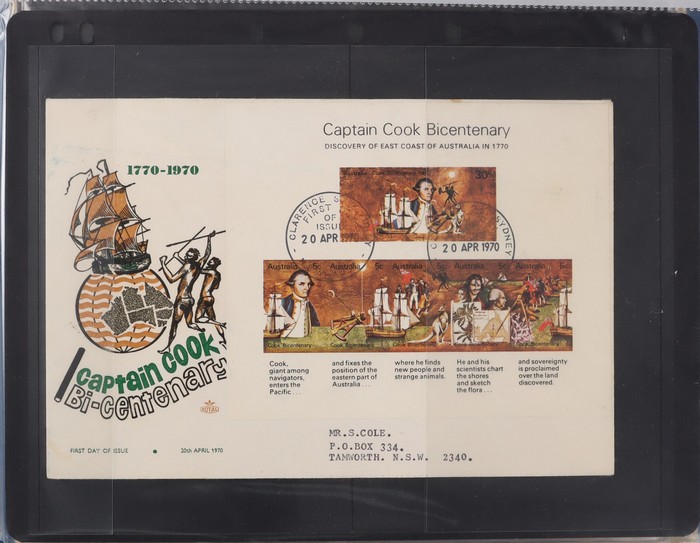 Captain Cook Bicentenary
DISCOVERY OF EAST COAST OF AUSTRALIA IN 1770
1770-1970
Australia
30c
CLARENCE
FIRST
OF
ISSUE
20 APR 1970
SYDNEY
20 APR 1970
Australia 5c
5c
5c
Australia 5c
5c
Cook Bicentenary
Cook,
giant among
navigators,
enters the
Pacific...
and fixes the
position of the
eastern part of
Australia...
where he finds
new people and
strange animals.
He and his
scientists chart
the shores
and sketch
the flora...
and sovereignty
is proclaimed
over the land
discovered.
Captain Cook
Bi-Centenary
ROYAL
FIRST DAY OF ISSUE 20th APRIL 1970
MR.S.COLE.
P.O.BOX 334.
TAMWORTH. N.S.W. 2340.